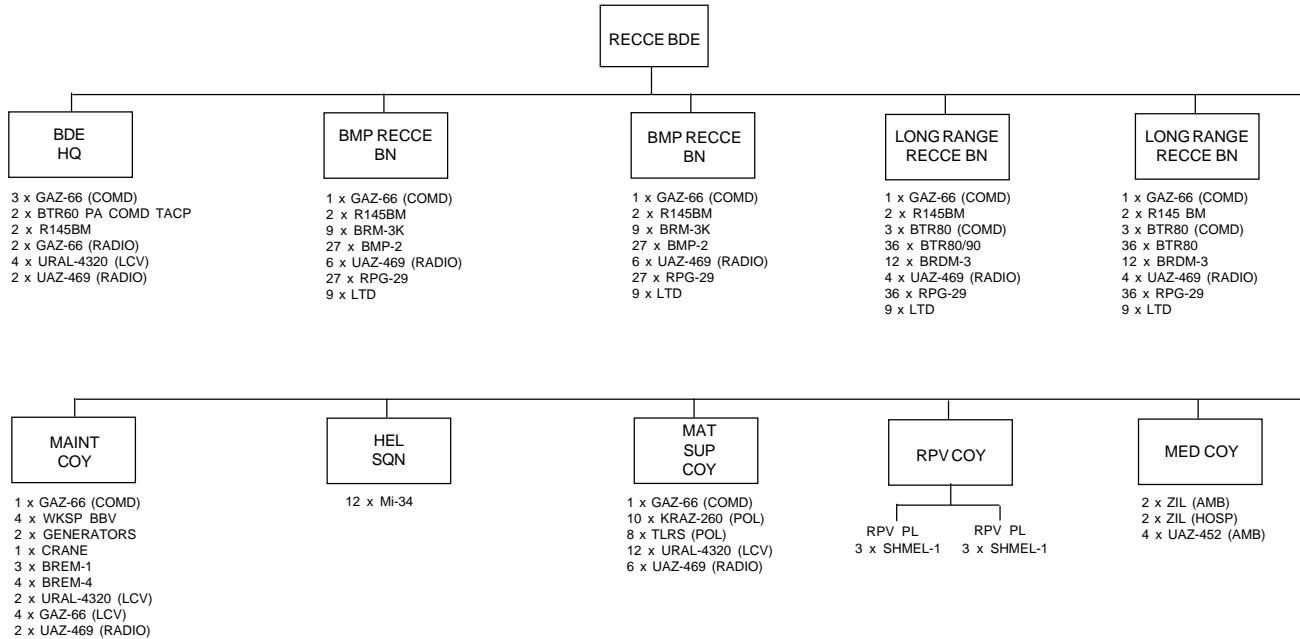 RECCE BDE
BDE
HQ
3 x GAZ-66 (COMD)
2 x BTR60 PA COMD TACP
2 x R145BM
2 x GAZ-66 (RADIO)
4 x URAL-4320 (LCV)
2 x UAZ-469 (RADIO)
BMP RECCE
BN
1 x GAZ-66 (COMD)
2 x R145BM
9 x BRM-3K
27 x BMP-2
6 x UAZ-469 (RADIO)
27 x RPG-29
9 x LTD
BMP RECCE
BN
1 x GAZ-66 (COMD)
2 x R145BM
9 x BRM-3K
27 x BMP-2
6 x UAZ-469 (RADIO)
27 x RPG-29
9 x LTD
LONG RANGE
RECCE BN
1 x GAZ-66 (COMD)
2 x R145BM
3 x BTR80 (COMD)
36 x BTR80/90
12 x BRDM-3
4 x UAZ-469 (RADIO)
36 x RPG-29
9 x LTD
LONG RANGE
RECCE BN
1 x GAZ-66 (COMD)
2 x R145 BM
3 x BTR80 (COMD)
36 x BTR80
12 x BRDM-3
4 x UAZ-469 (RADIO)
36 x RPG-29
9 x LTD
MAINT
COY
1 x GAZ-66 (COMD)
4 x WKSP BBV
2 x GENERATORS
1 x CRANE
3 x BREM-1
4 x BREM-4
2 x URAL-4320 (LCV)
4 x GAZ-66 (LCV)
2 x UAZ-469 (RADIO)
HEL
SQN
12 x Mi-34
MAT
SUP
COY
1 x GAZ-66 (COMD)
10 x KRAZ-260 (POL)
8 x TLRS (POL)
12 x URAL-4320 (LCV)
6 x UAZ-469 (RADIO)
RPV COY
RPV PL
3 x SHMEL-1
RPV PL
3 x SHMEL-1
MED COY
2 x ZIL (AMB)
2 x ZIL (HOSP)
4 x UAZ-452 (AMB)